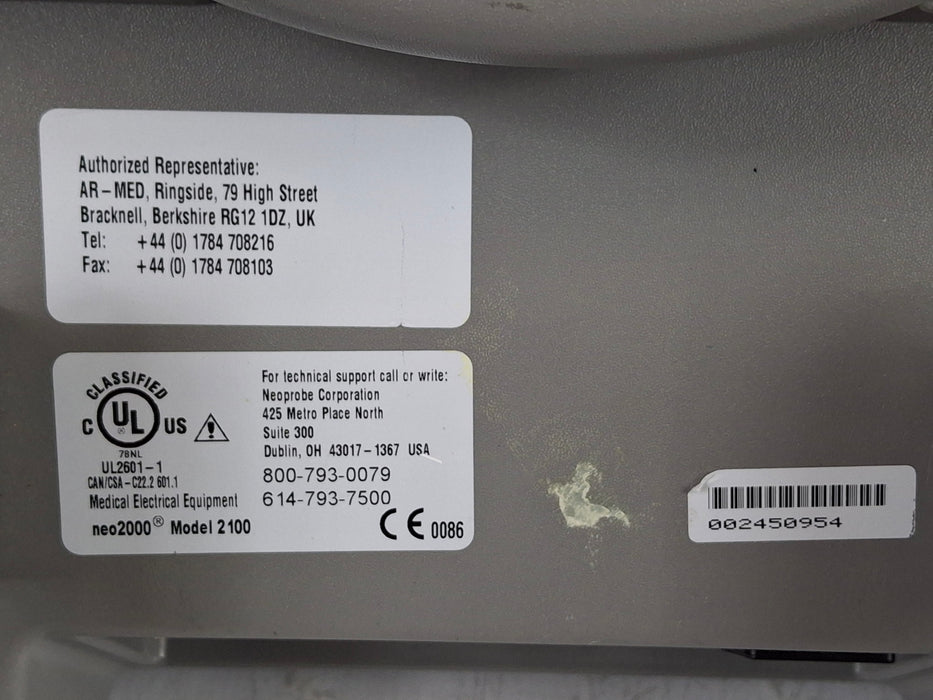 Authorized Representative:
AR-MED, Ringside, 79 High Street
Bracknell, Berkshire RG12 1DZ, UK
Tel: +44 (0) 1784 708216
Fax: +44 (0) 1784 708103
CLASSIFIED
C UL US
®
78NL
UL2601-1
CAN/CSA-C22.2 601.1
Medical Electrical Equipment
neo2000® Model 2100
For technical support call or write:
Neoprobe Corporation
425 Metro Place North
Suite 300
Dublin, OH 43017-1367 USA
800-793-0079
614-793-7500
CE 0086
002450954